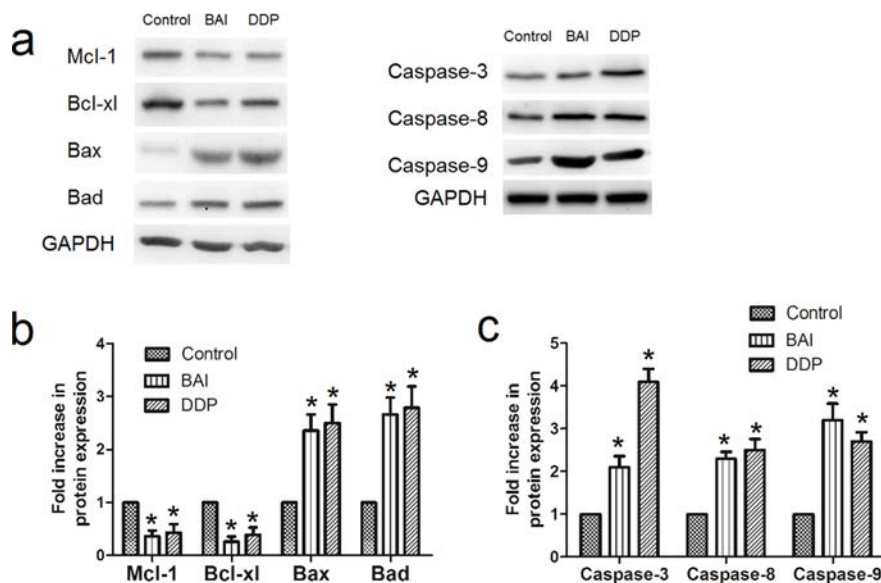 a
Control BAI DDP
Mcl-1
Bcl-xl
Bax
Bad
GAPDH
Control BAI DDP
Caspase-3
Caspase-8
Caspase-9
GAPDH
b
Control
BAI
DDP
Fold increase in
protein expression
3
2
1
0
* * * * * * * *
Mcl-1 Bcl-xl Bax Bad
c
Control
BAI
DDP
Fold increase in
protein expression
5
4
3
2
1
0
* * * * * *
Caspase-3 Caspase-8 Caspase-9